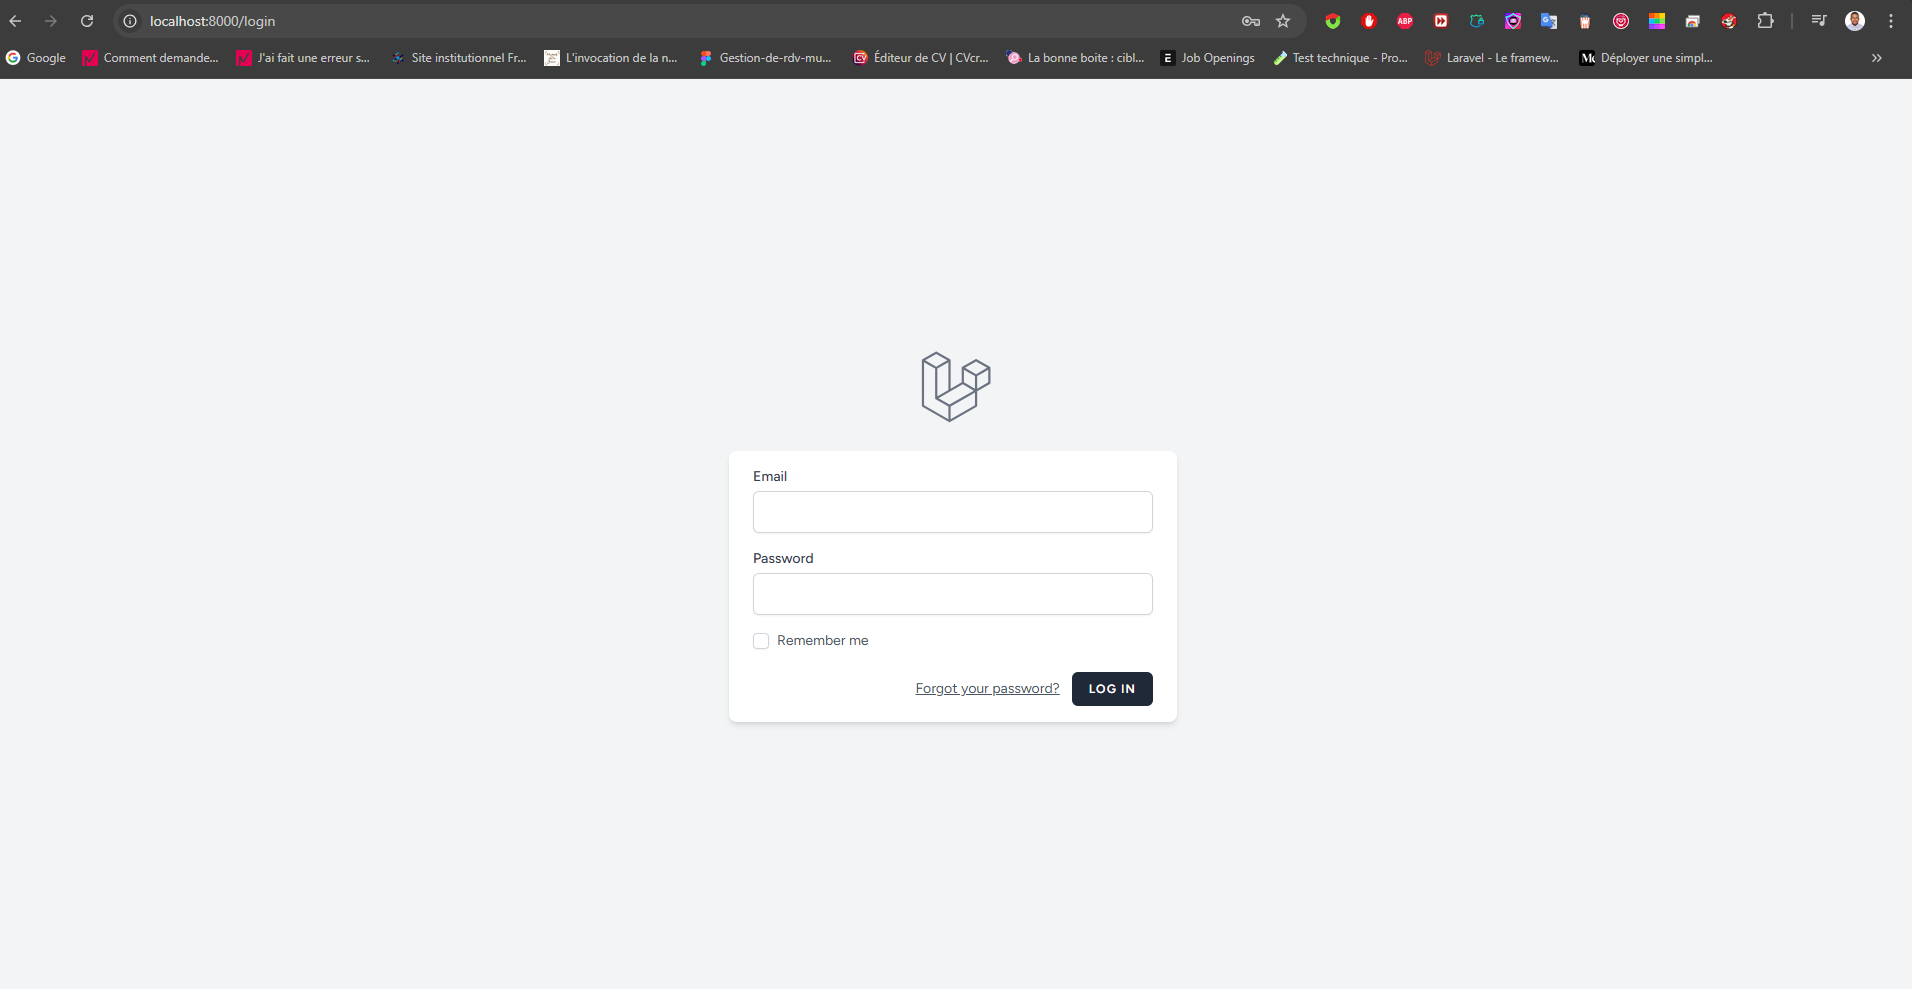 localhost:8000/login
ABP
Google Comment demande... J'ai fait une erreur s... Site institutionnel Fr... L'invocation de la n... Gestion-de-rdv-mu... Éditeur de CV | CVcr... La bonne boite : cibl... Job Openings Test technique - Pro... Laravel - Le framew... Déployer une simpl...
Email
Password
Remember me
Forgot your password? LOG IN